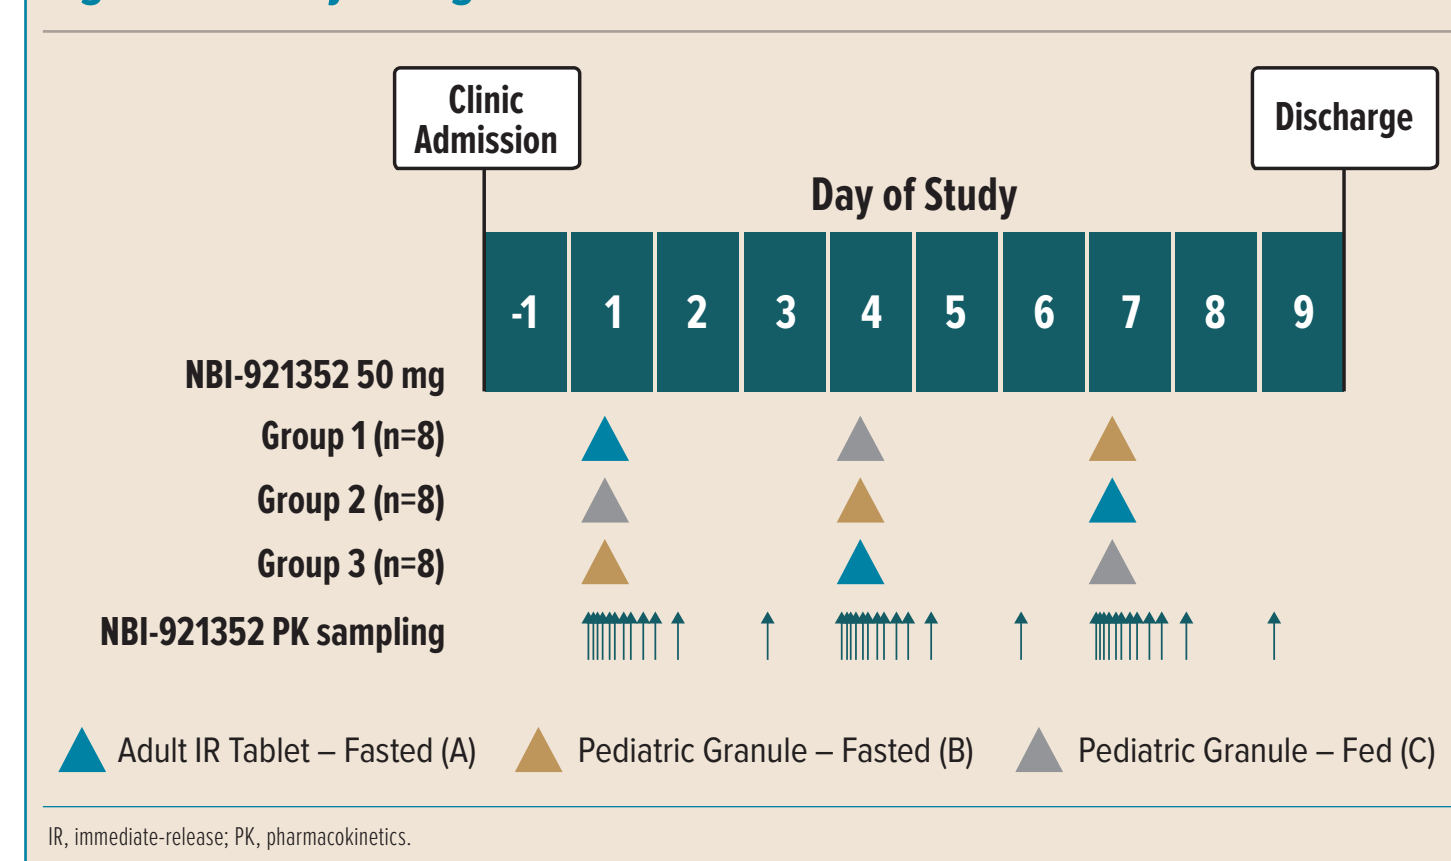 Clinic
Admission
Discharge
Day of Study
-1 1 2 3 4 5 6 7 8 9
NBI-921352 50 mg
Group 1 (n=8)
Group 2 (n=8)
Group 3 (n=8)
NBI-921352 PK sampling
Adult IR Tablet – Fasted (A) Pediatric Granule – Fasted (B) Pediatric Granule – Fed (C)
IR, immediate-release; PK, pharmacokinetics.